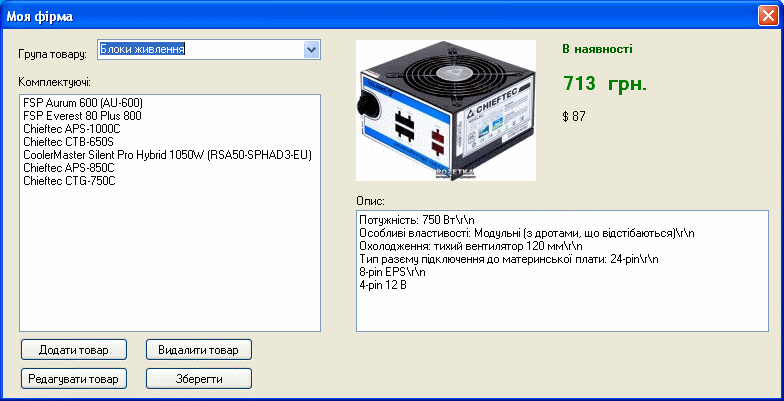 Моя фірма
Група товару:
Блоки живлення
Комплектуючі:
FSP Aurum 600 (AU-600)
FSP Everest 80 Plus 800
Chieftec APS-1000C
Chieftec CTB-650S
CoolerMaster Silent Pro Hybrid 1050W (RSA50-SPHAD3-EU)
Chieftec APS-850C
Chieftec CTG-750C
Додати товар
Видалити товар
Редагувати товар
Зберегти
CHIEFTEC
ROZETKA
В наявності
713 грн.
$ 87
Опис:
Потужність: 750 Вт\r\n
Особливі властивості: Модульні (з дротами, що відстібаються)\r\n
Охолодження: тихий вентилятор 120 мм\r\n
Тип разєму підключення до материнської плати: 24-pin\r\n
8-pin EPS\r\n
4-pin 12 В